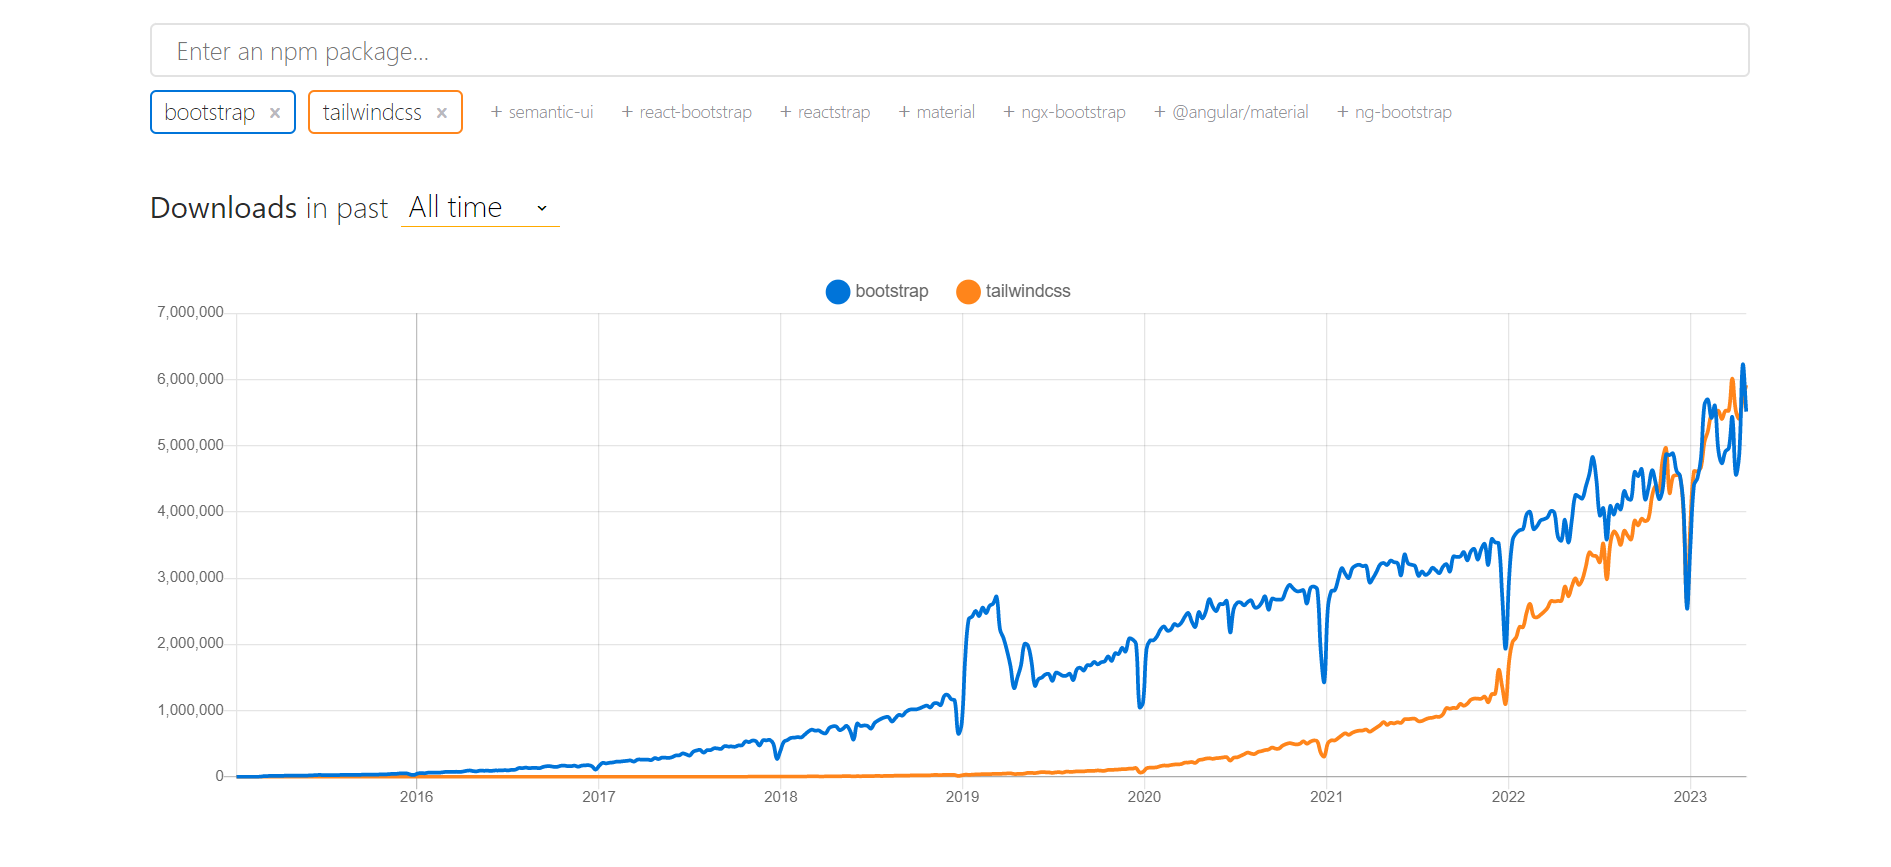 Enter an npm package...
bootstrap × tailwindcss × + semantic-ui + react-bootstrap + reactstrap + material + ngx-bootstrap + @angular/material + ng-bootstrap
Downloads in past All time
bootstrap tailwindcss
7,000,000
6,000,000
5,000,000
4,000,000
3,000,000
2,000,000
1,000,000
0
2016 2017 2018 2019 2020 2021 2022 2023